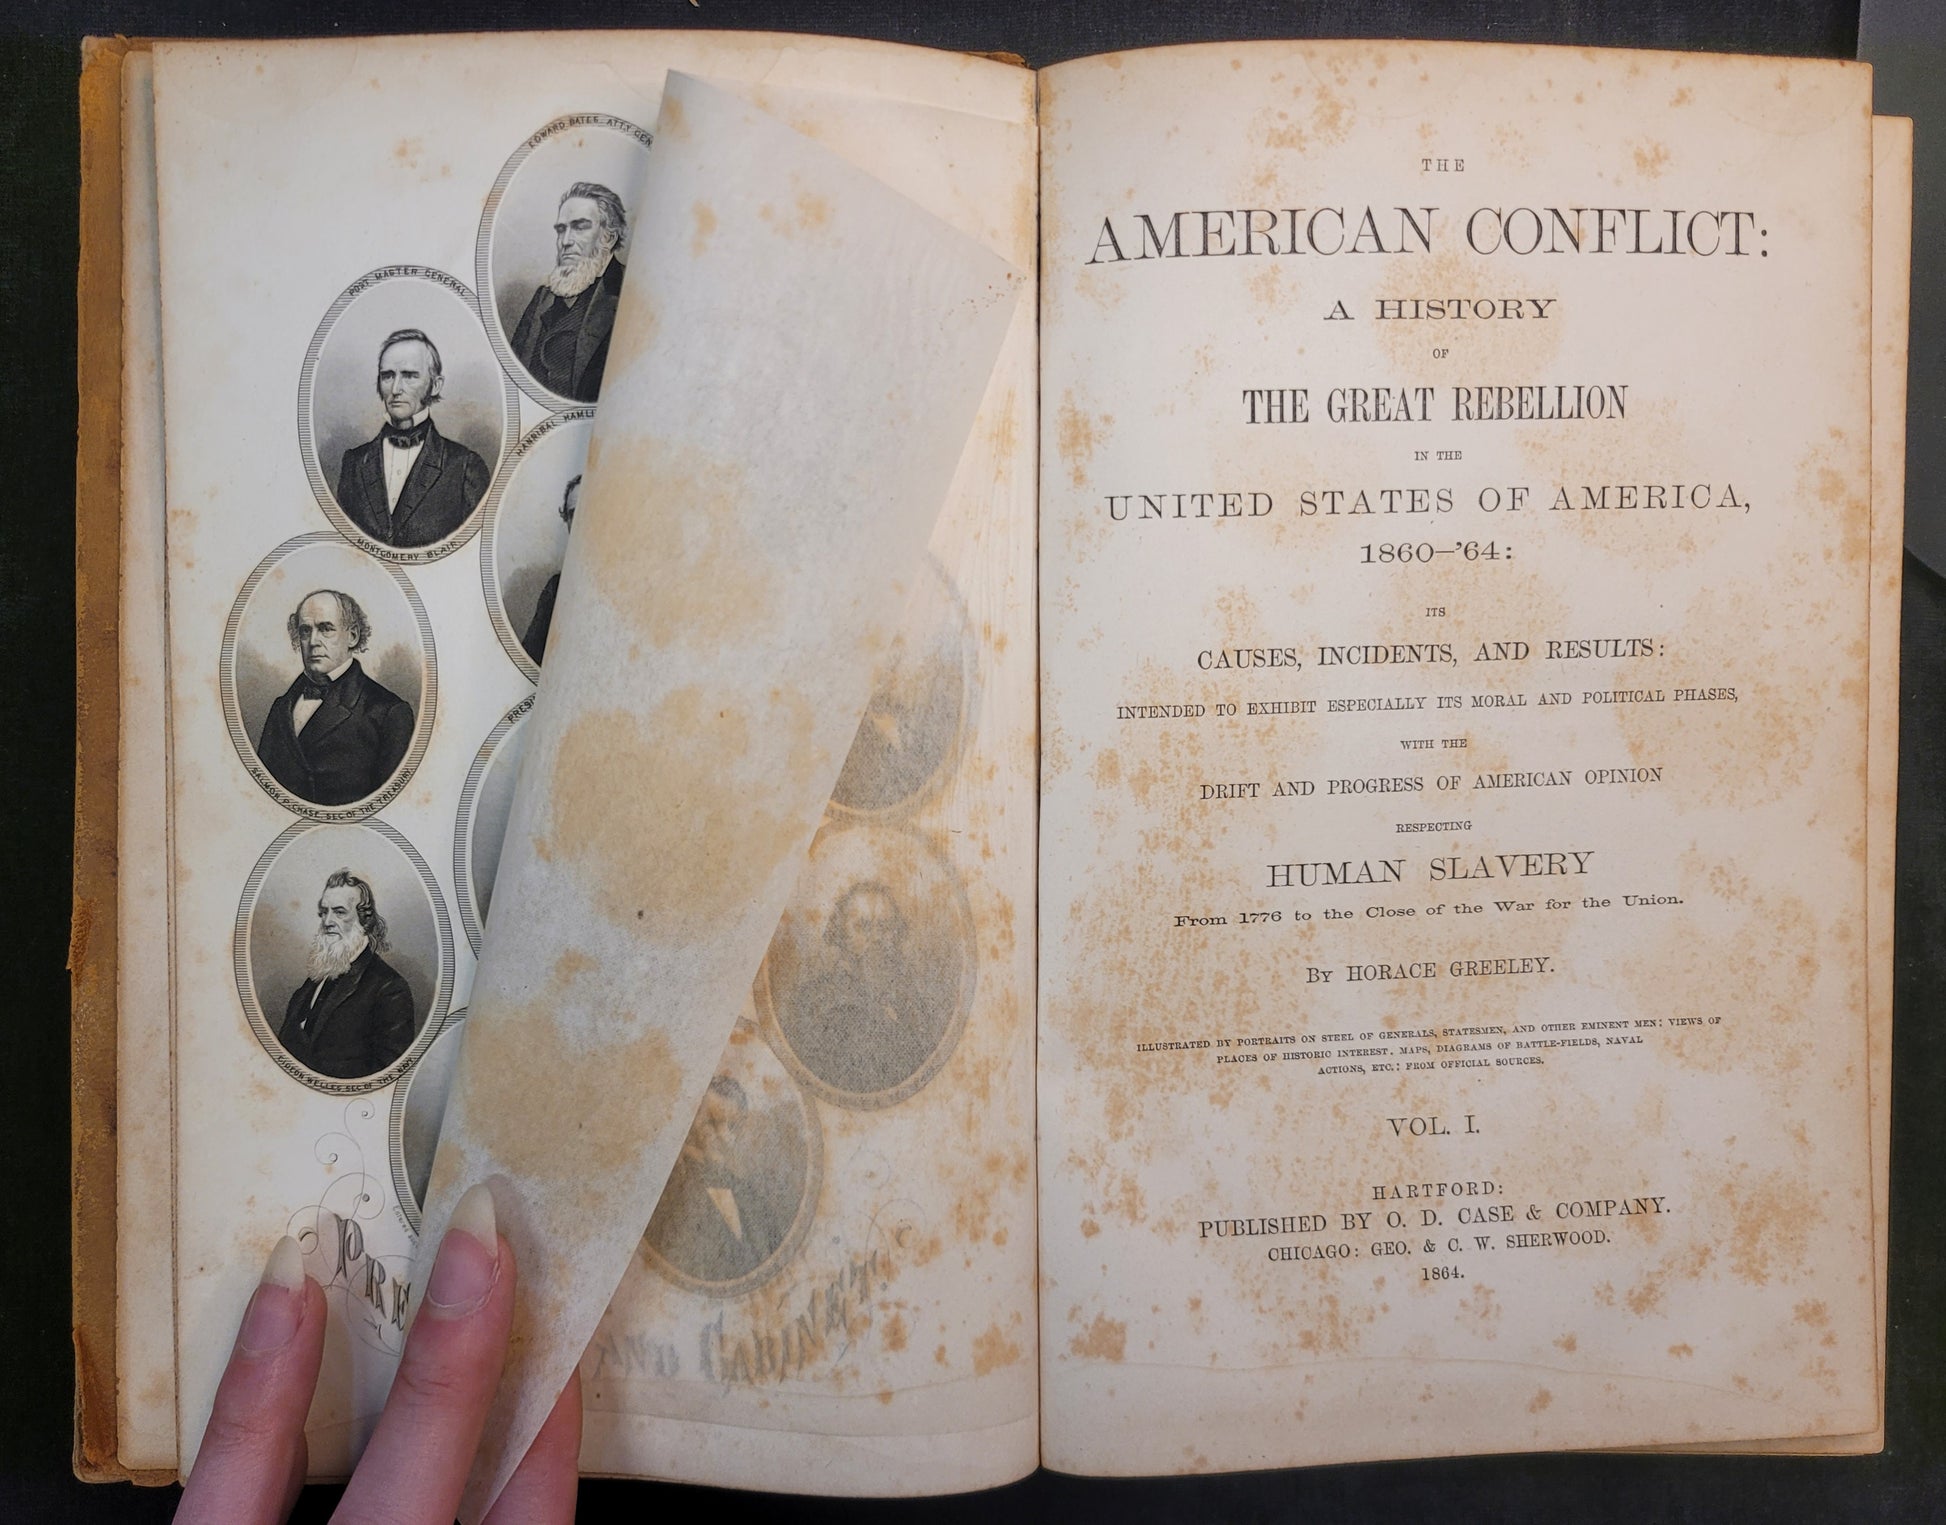 EDWARD BATES ATTY GEN
POST MASTER GENERAL
MONTGOMERY BLAIR
HANNIBAL HAMLI
SALMON P. CHASE. SEC OF THE TREASURY
PRES
GIDEON WELLES SEC OF THE NAVY
PRE
CABINET.
THE
AMERICAN CONFLICT:
A HISTORY
OF
THE GREAT REBELLION
IN THE
UNITED STATES OF AMERICA,
1860–'64:
ITS
CAUSES, INCIDENTS, AND RESULTS:
INTENDED TO EXHIBIT ESPECIALLY ITS MORAL AND POLITICAL PHASES,
WITH THE
DRIFT AND PROGRESS OF AMERICAN OPINION
RESPECTING
HUMAN SLAVERY
From 1776 to the Close of the War for the Union.
BY HORACE GREELEY.
ILLUSTRATED BY PORTRAITS ON STEEL OF GENERALS, STATESMEN, AND OTHER EMINENT MEN: VIEWS OF
PLACES OF HISTORIC INTEREST. MAPS, DIAGRAMS OF BATTLE-FIELDS, NAVAL
ACTIONS, ETC.: FROM OFFICIAL SOURCES.
VOL. I.
HARTFORD:
PUBLISHED BY O. D. CASE & COMPANY.
CHICAGO: GEO. & C. W. SHERWOOD.
1864.